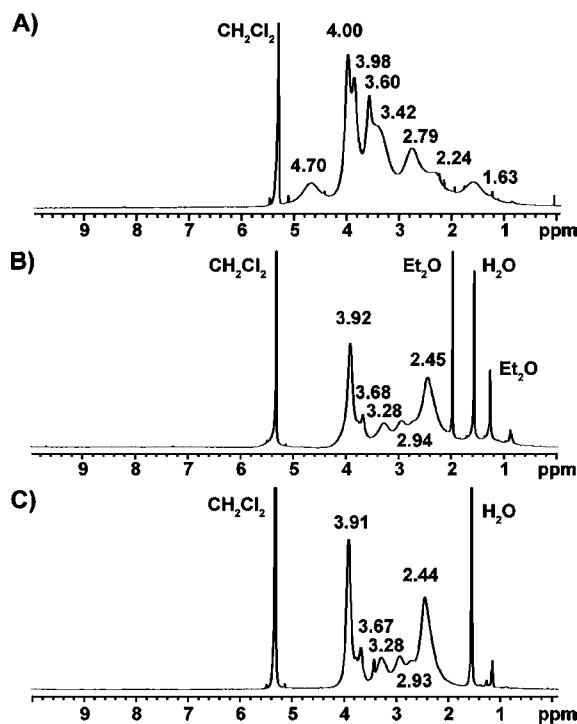 A)
CH2Cl2
4.00
3.98
3.60
3.42
2.79
2.24
4.70
1.63
9 8 7 6 5 4 3 2 1 ppm
B)
CH2Cl2
Et2O
H2O
3.92
2.45
Et2O
3.68
3.28
2.94
9 8 7 6 5 4 3 2 1 ppm
C)
CH2Cl2
3.91
H2O
2.44
3.67
3.28
2.93
9 8 7 6 5 4 3 2 1 ppm